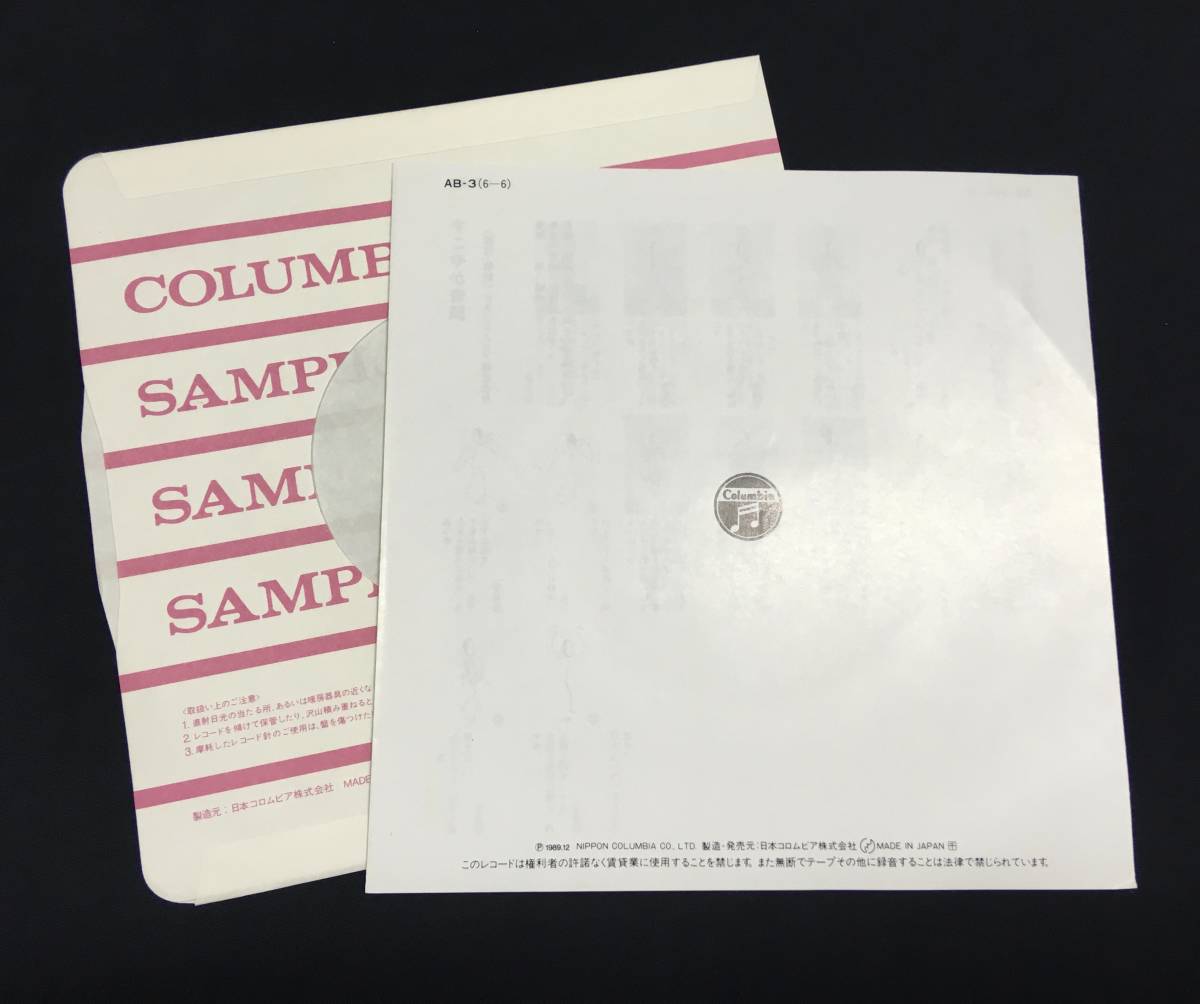 COLUMB
SAMP
SAMP
SAMP
〈取扱い上のご注意〉
1. 直射日光の当たる所、あるいは暖房器具の近くな
2. レコードを傾けて保管したり、沢山積み重ねると
3. 摩耗したレコード針のご使用は、盤を傷つけた
製造元:日本コロムビア株式会社 MADE
AB-3(6—6)
Columbia
Ⓟ 1989.12 NIPPON COLUMBIA CO., LTD. 製造・発売元:日本コロムビア株式会社 MADE IN JAPAN
このレコードは権利者の許諾なく賃貸業に使用することを禁じます。また無断でテープその他に録音することは法律で禁じられています。